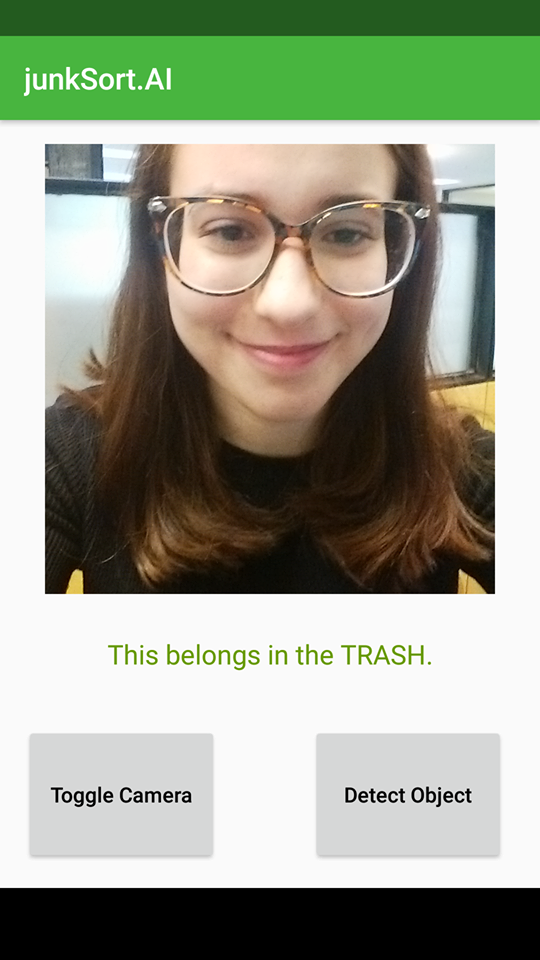 junkSort.AI
This belongs in the TRASH.
Toggle Camera
Detect Object